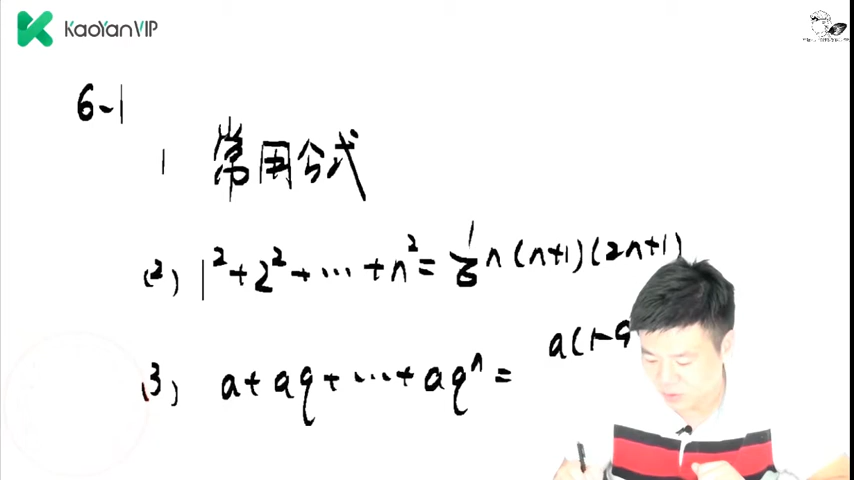 KaoYanVIP
6-1
1 常用公式
(2) 1²+2²+⋯+n²=1/6 n(n+1)(2n+1)
(3) a+aq+⋯+aqⁿ= a(1-q